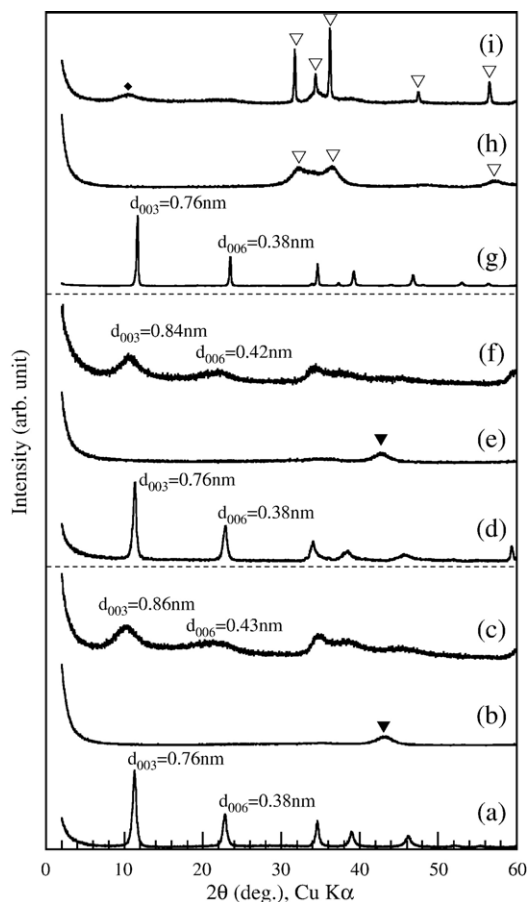 (i)
(h)
d003=0.76nm
d006=0.38nm
(g)
d003=0.84nm
d006=0.42nm
(f)
(e)
d003=0.76nm
d006=0.38nm
(d)
d003=0.86nm
d006=0.43nm
(c)
(b)
d003=0.76nm
d006=0.38nm
(a)
Intensity (arb. unit)
0 10 20 30 40 50 60
2θ (deg.), Cu Kα